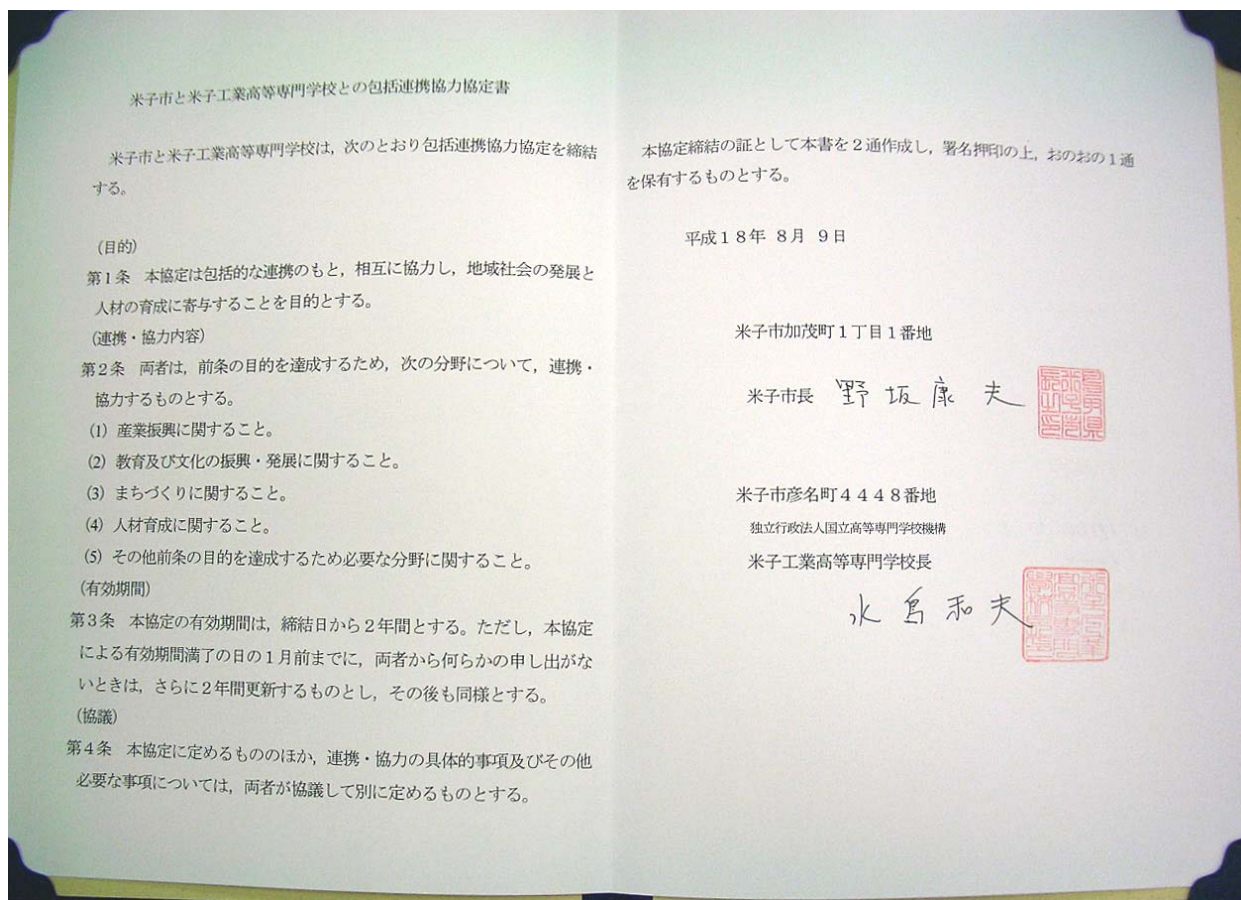 米子市と米子工業高等専門学校との包括連携協力協定書
米子市と米子工業高等専門学校は，次のとおり包括連携協力協定を締結
する。
（目的）
第１条　本協定は包括的な連携のもと，相互に協力し，地域社会の発展と
人材の育成に寄与することを目的とする。
（連携・協力内容）
第２条　両者は，前条の目的を達成するため，次の分野について，連携・
協力するものとする。
(1) 産業振興に関すること。
(2) 教育及び文化の振興・発展に関すること。
(3) まちづくりに関すること。
(4) 人材育成に関すること。
(5) その他前条の目的を達成するため必要な分野に関すること。
（有効期間）
第３条　本協定の有効期間は，締結日から２年間とする。ただし，本協定
による有効期間満了の日の１月前までに，両者から何らかの申し出がな
いときは，さらに２年間更新するものとし，その後も同様とする。
（協議）
第４条　本協定に定めるもののほか，連携・協力の具体的事項及びその他
必要な事項については，両者が協議して別に定めるものとする。
本協定締結の証として本書を２通作成し，署名押印の上，おのおの１通
を保有するものとする。
平成１８年 ８月 ９日
米子市加茂町１丁目１番地
米子市長 野坂康夫
米子市彦名町４４４８番地
独立行政法人国立高等専門学校機構
米子工業高等専門学校長
水島和夫